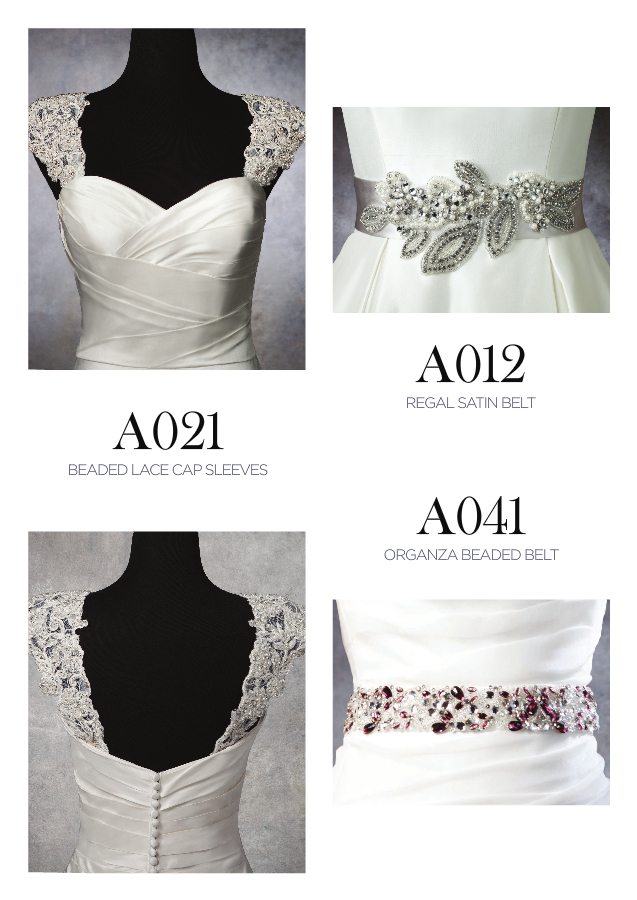 A021
BEADED LACE CAP SLEEVES
A012
REGAL SATIN BELT
A041
ORGANZA BEADED BELT